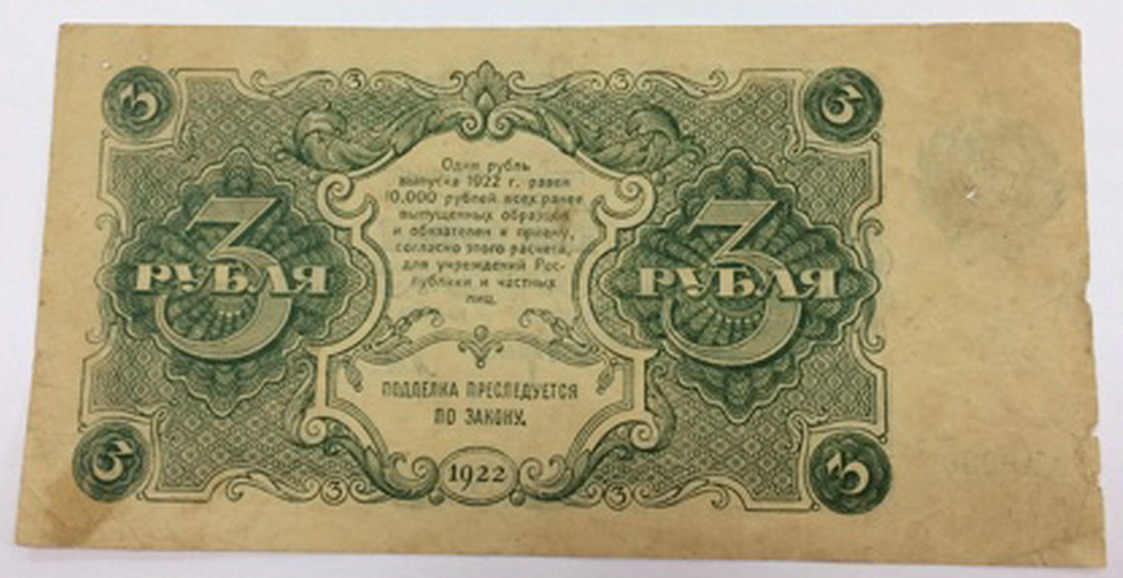 3 3
Один рубль
выпуска 1922 г. равен
10.000 рублей всех ранее
выпущенных образцов
и обязателен к приему,
согласно этого расчета,
для учреждений Рес-
публики и частных
лиц.
3 РУБЛЯ 3 РУБЛЯ
ПОДДЕЛКА ПРЕСЛЕДУЕТСЯ
ПО ЗАКОНУ.
3 1922 3
3 3